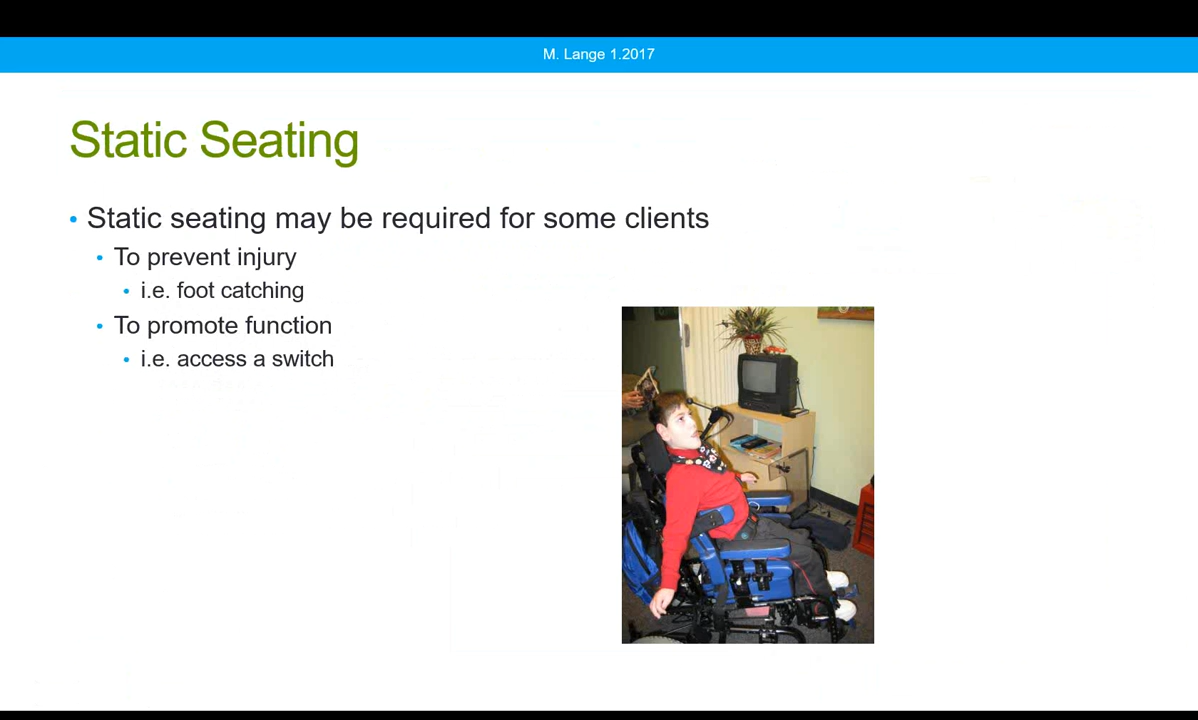 M. Lange 1.2017
Static Seating
• Static seating may be required for some clients
• To prevent injury
• i.e. foot catching
• To promote function
• i.e. access a switch